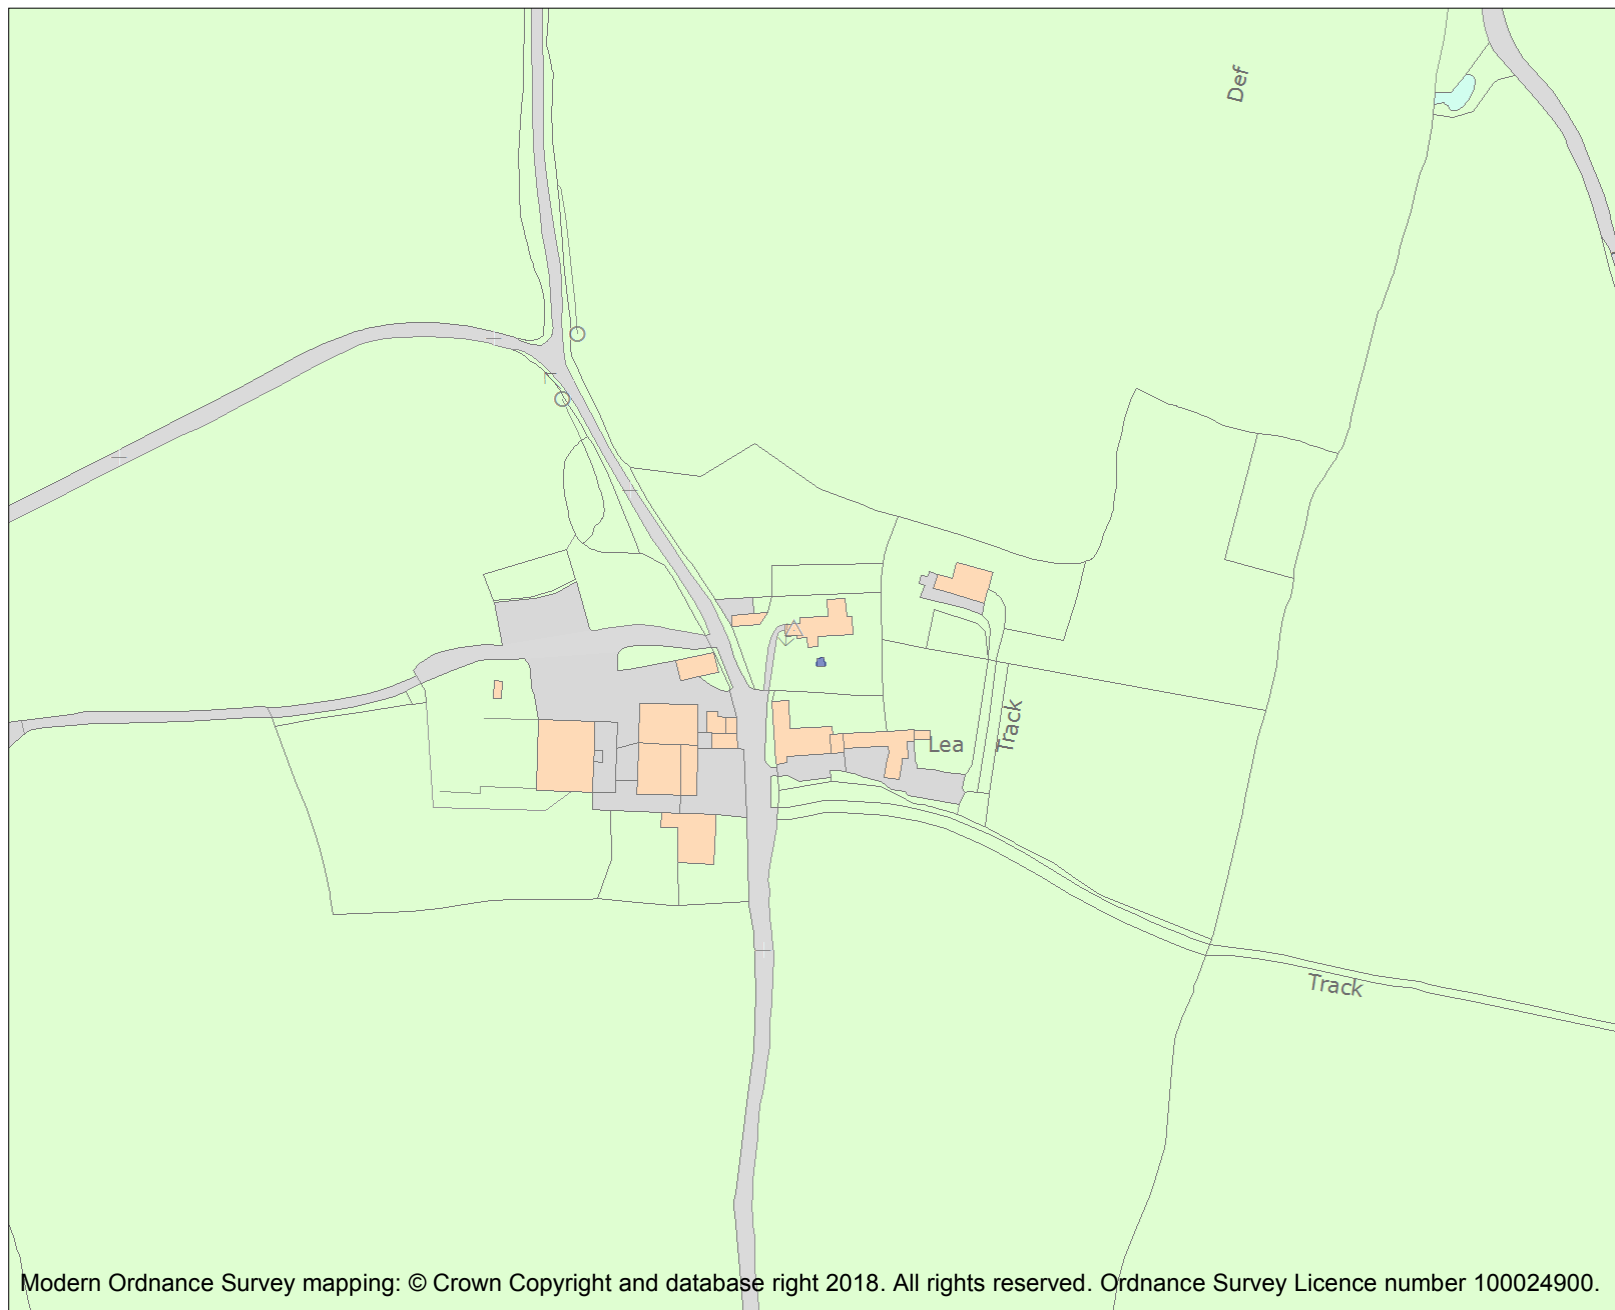 Def
Lea
Track
Track
Modern Ordnance Survey mapping: © Crown Copyright and database right 2018. All rights reserved. Ordnance Survey Licence number 100024900.